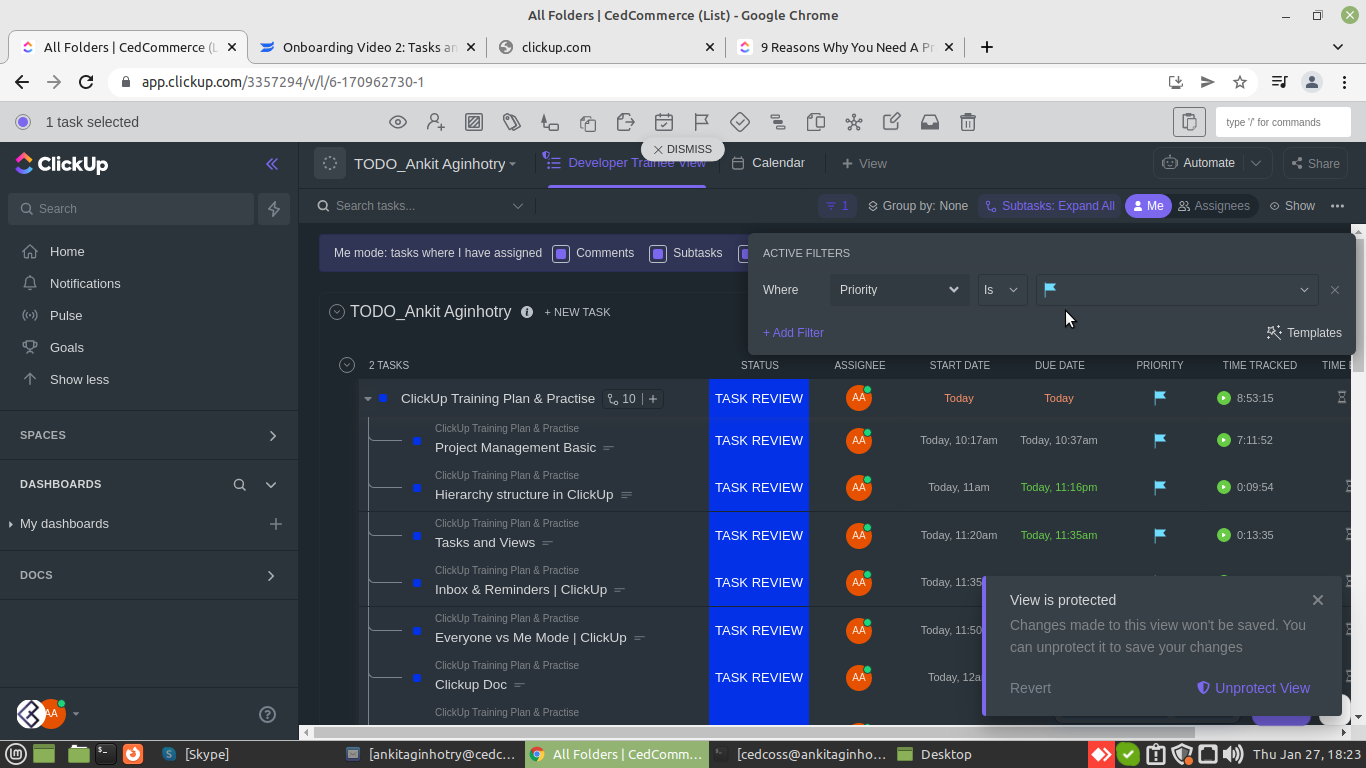 All Folders | CedCommerce (List) - Google Chrome
All Folders | CedCommerce (L
Onboarding Video 2: Tasks an
clickup.com
9 Reasons Why You Need A Pr
app.clickup.com/3357294/v/l/6-170962730-1
1 task selected
type '/' for commands
DISMISS
ClickUp
TODO_Ankit Aginhotry
Developer Trainee View
Calendar
+ View
Automate
Share
Search
Search tasks...
1
Group by: None
Subtasks: Expand All
Me
Assignees
Show
Home
Notifications
Pulse
Goals
Show less
SPACES
DASHBOARDS
My dashboards
DOCS
Me mode: tasks where I have assigned
Comments
Subtasks
ACTIVE FILTERS
Where
Priority
Is
+ Add Filter
Templates
TODO_Ankit Aginhotry
+ NEW TASK
2 TASKS
STATUS
ASSIGNEE
START DATE
DUE DATE
PRIORITY
TIME TRACKED
TIME
ClickUp Training Plan & Practise
10
TASK REVIEW
AA
Today
Today
8:53:15
ClickUp Training Plan & Practise
Project Management Basic
TASK REVIEW
AA
Today, 10:17am
Today, 10:37am
7:11:52
ClickUp Training Plan & Practise
Hierarchy structure in ClickUp
TASK REVIEW
AA
Today, 11am
Today, 11:16pm
0:09:54
ClickUp Training Plan & Practise
Tasks and Views
TASK REVIEW
AA
Today, 11:20am
Today, 11:35am
0:13:35
ClickUp Training Plan & Practise
Inbox & Reminders | ClickUp
TASK REVIEW
AA
Today, 11:35
ClickUp Training Plan & Practise
Everyone vs Me Mode | ClickUp
TASK REVIEW
AA
Today, 11:50
ClickUp Training Plan & Practise
Clickup Doc
TASK REVIEW
AA
Today, 12a
ClickUp Training Plan & Practise
View is protected
Changes made to this view won't be saved. You
can unprotect it to save your changes
Revert
Unprotect View
AA
[Skype]
[ankitaginhotry@cedc...
All Folders | CedComm...
[cedcoss@ankitaginho...
Desktop
Thu Jan 27, 18:23